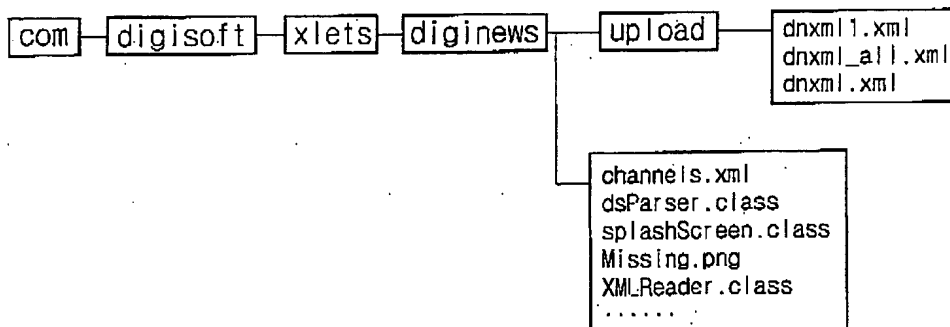 com digisoft xlets diginews upload
dnxml1.xml
dnxml_all.xml
dnxml.xml
channels.xml
dsParser.class
splashScreen.class
Missing.png
XMLReader.class
······